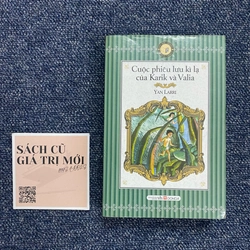 Cuộc phiêu lưu kì lạ
của Karik và Valia
YAN LARRI
SÁCH CŨ
GIÁ TRỊ MỚI